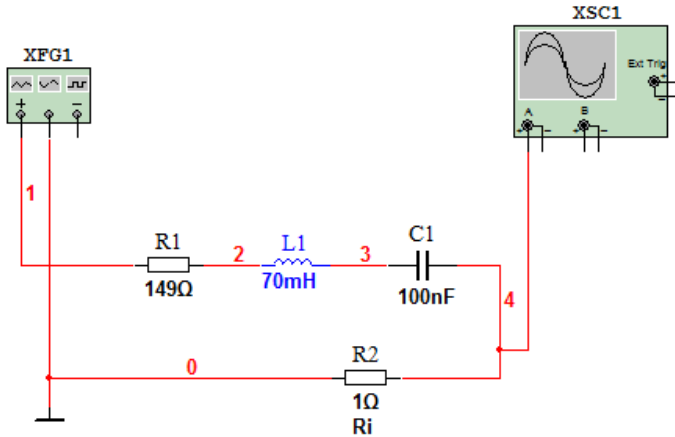 XSC1
XFG1
Ext Trig
+
−
A
B
+ − + −
+ −
1
R1
2
L1
3
C1
149Ω
70mH
100nF
4
0
R2
1Ω
Ri